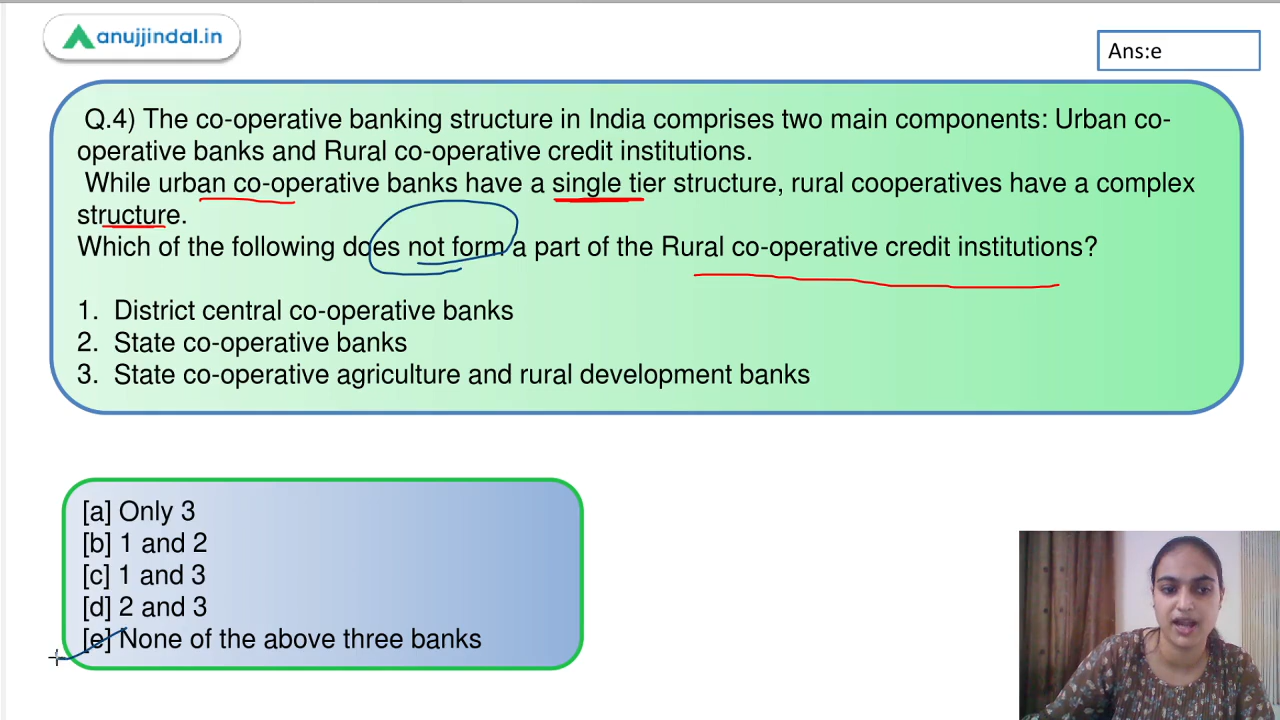 anujjindal.in
Ans:e
Q.4) The co-operative banking structure in India comprises two main components: Urban co-
operative banks and Rural co-operative credit institutions.
While urban co-operative banks have a single tier structure, rural cooperatives have a complex
structure.
Which of the following does not form a part of the Rural co-operative credit institutions?
1. District central co-operative banks
2. State co-operative banks
3. State co-operative agriculture and rural development banks
[a] Only 3
[b] 1 and 2
[c] 1 and 3
[d] 2 and 3
[e] None of the above three banks